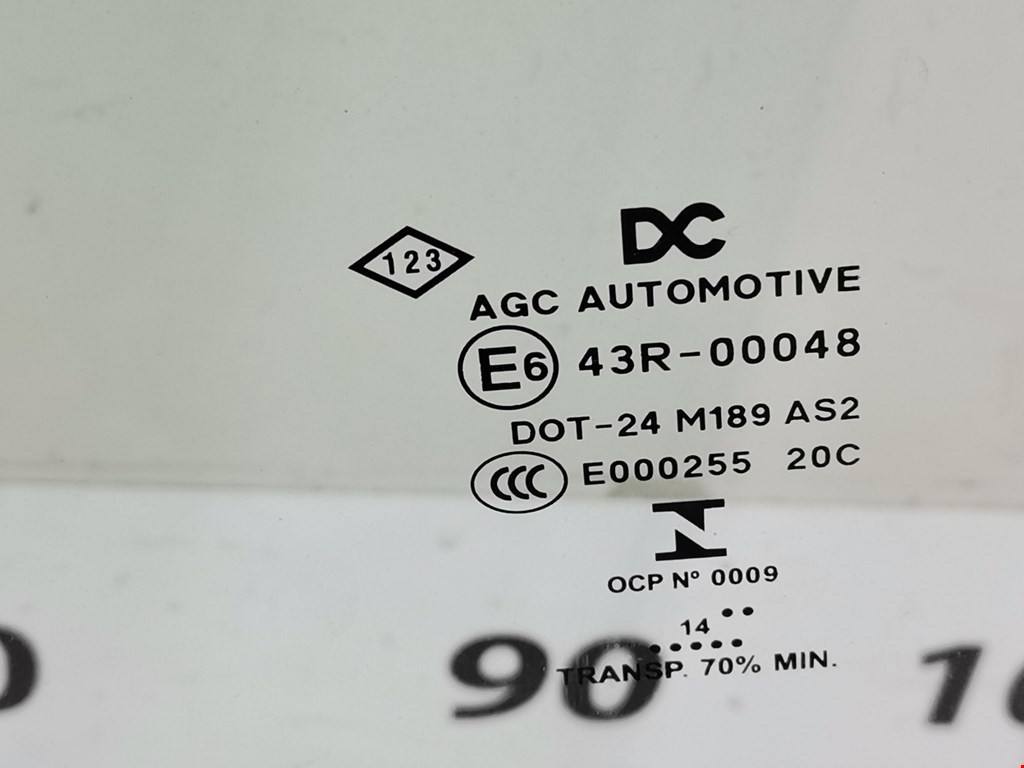 123
DC
AGC AUTOMOTIVE
E6 43R-00048
DOT-24 M189 AS2
CCC E000255 20C
N
OCP Nº 0009
14
TRANSP. 70% MIN.
90